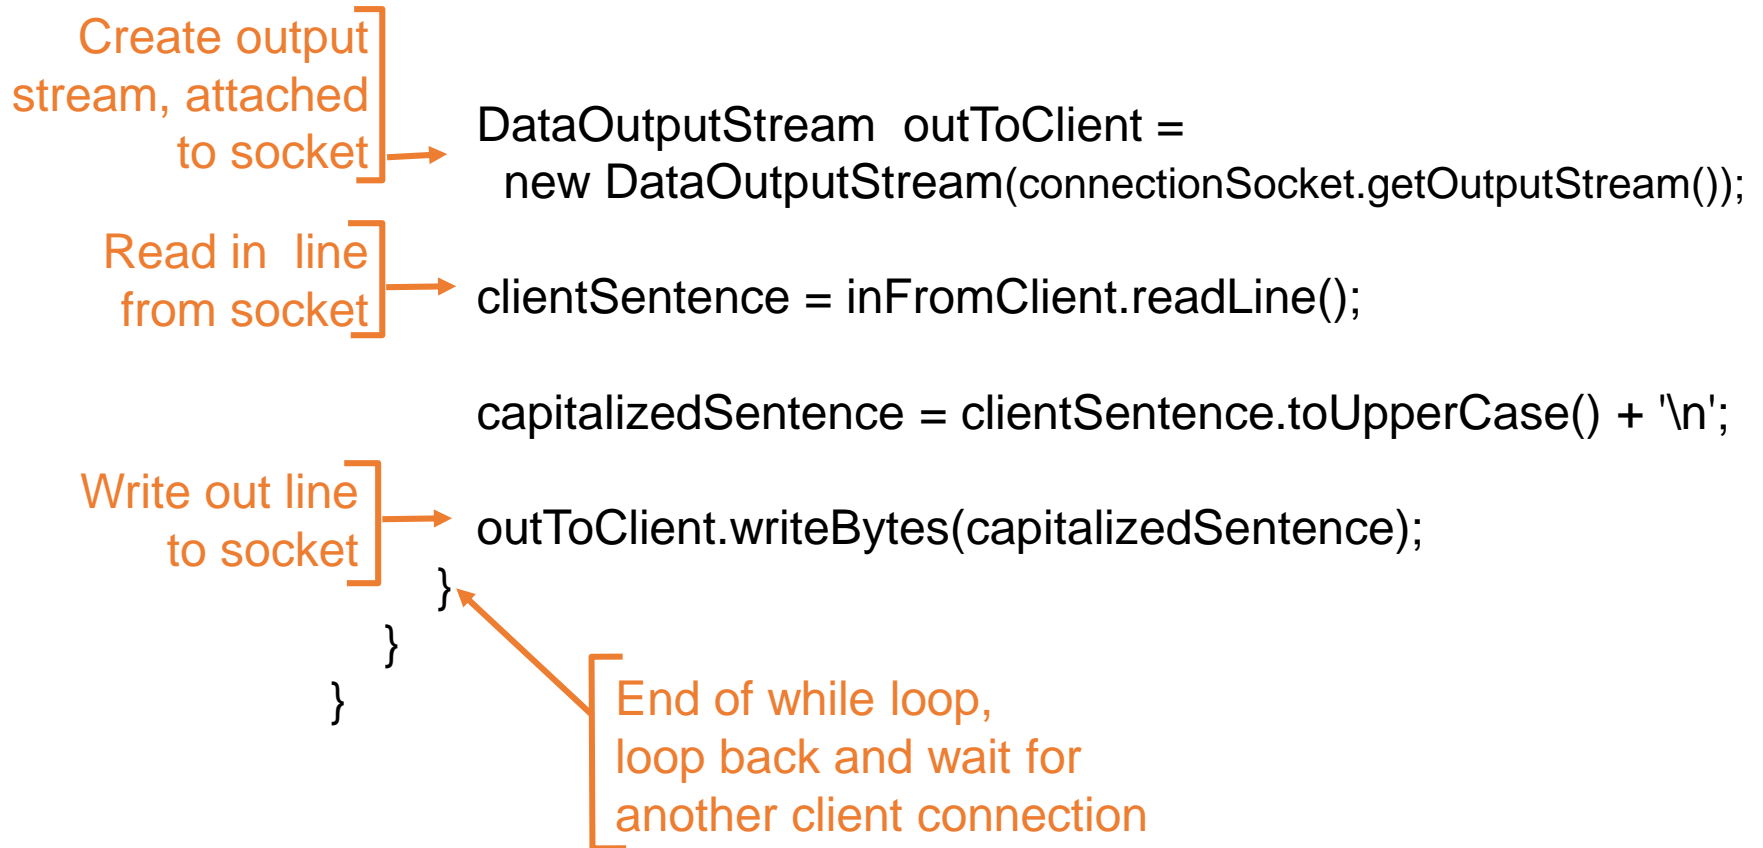 Create output
stream, attached
to socket
DataOutputStream  outToClient =
new DataOutputStream(connectionSocket.getOutputStream());
Read in  line
from socket
clientSentence = inFromClient.readLine();
capitalizedSentence = clientSentence.toUpperCase() + '\n';
Write out line
to socket
outToClient.writeBytes(capitalizedSentence);
}
}
}
End of while loop,
loop back and wait for
another client connection